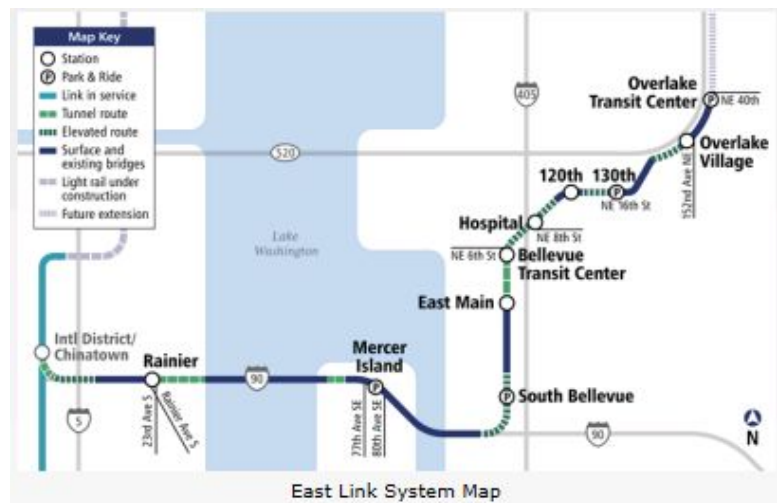 Map Key
Station
P Park & Ride
Link in service
Tunnel route
Elevated route
Surface and
existing bridges
Light rail under
construction
Future extension
405
Overlake
Transit Center
P
NE 40th
520
Overlake
Village
152nd Ave NE
120th
130th
P
NE 16th St
Hospital
NE 8th St
Lake
Washington
NE 6th St
Bellevue
Transit Center
East Main
Intl District/
Chinatown
Rainier
90
Mercer
Island
P
South Bellevue
P
5
23rd Ave S
Rainier Ave S
77th Ave SE
80th Ave SE
90
N
East Link System Map